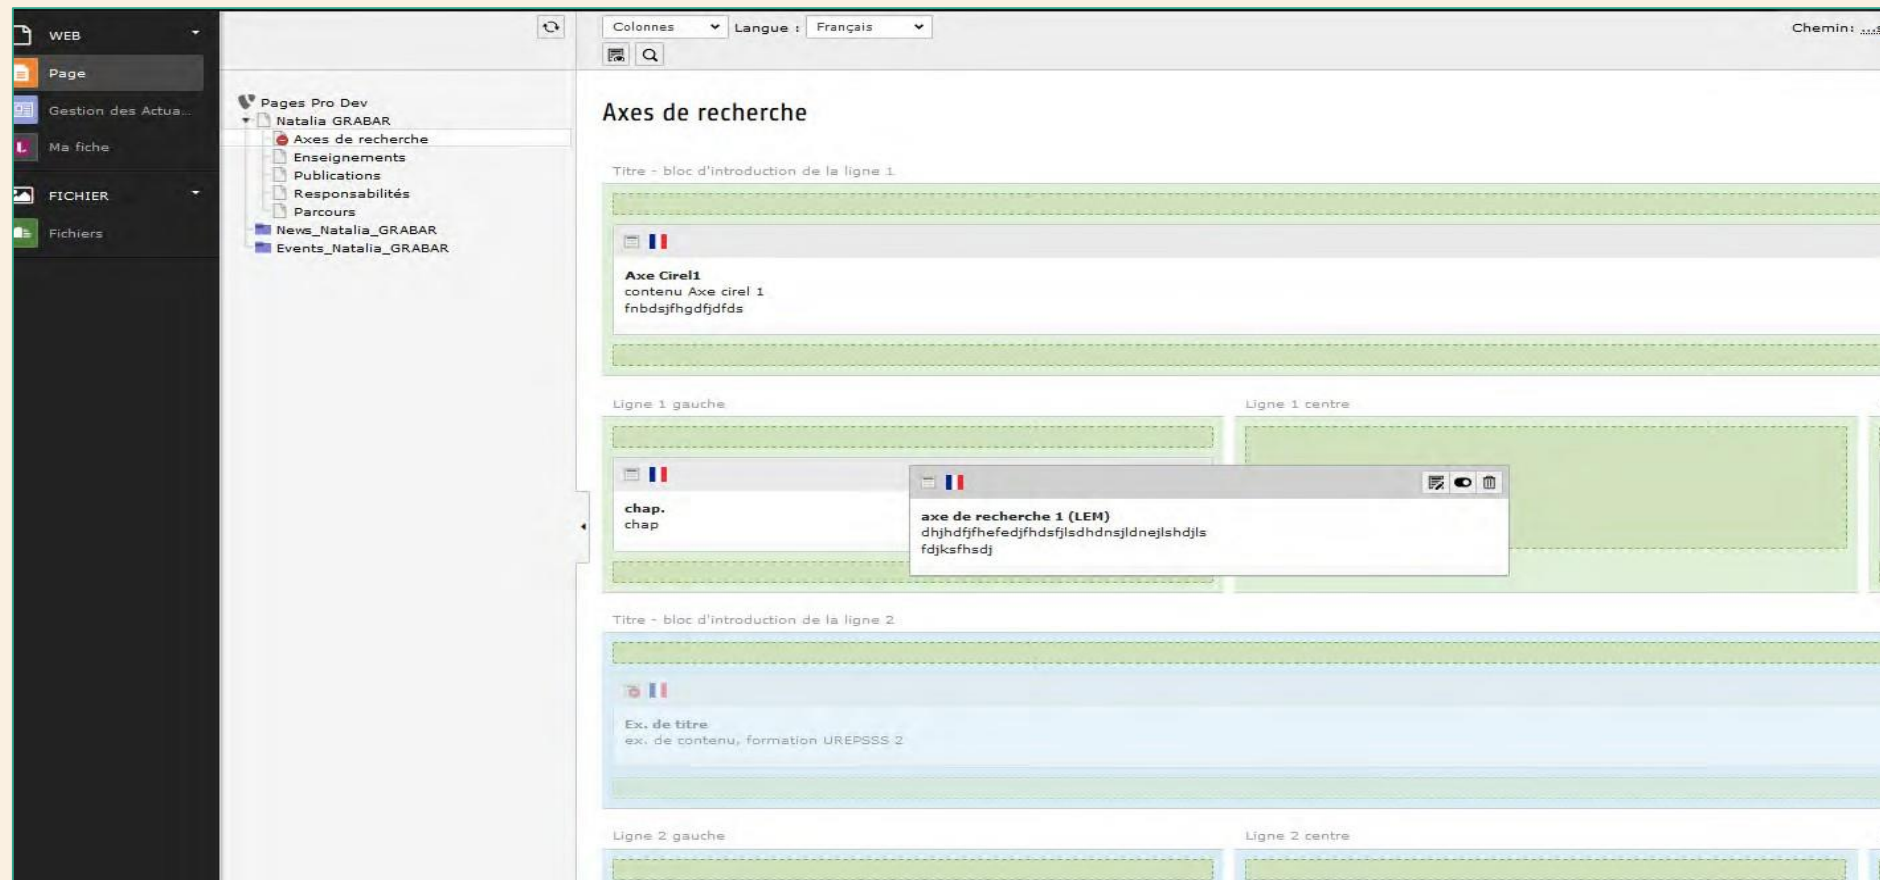 WEB
Page
Gestion des Actua...
Ma fiche
FICHIER
Fichiers
Pages Pro Dev
Natalia GRABAR
Axes de recherche
Enseignements
Publications
Responsabilités
Parcours
News_Natalia_GRABAR
Events_Natalia_GRABAR
Colonnes Langue : Français
Chemin: ...s
Axes de recherche
Titre - bloc d'introduction de la ligne 1
Axe Cirel1
contenu Axe cirel 1
fnbdsjfhgdfjdfds
Ligne 1 gauche
Ligne 1 centre
chap.
chap
axe de recherche 1 (LEM)
dhjhdfjfhefedjfhdsfjlsdhdnsjldnejlshdjls
fdjksfhsdj
Titre - bloc d'introduction de la ligne 2
Ex. de titre
ex. de contenu, formation UREPSSS 2
Ligne 2 gauche
Ligne 2 centre